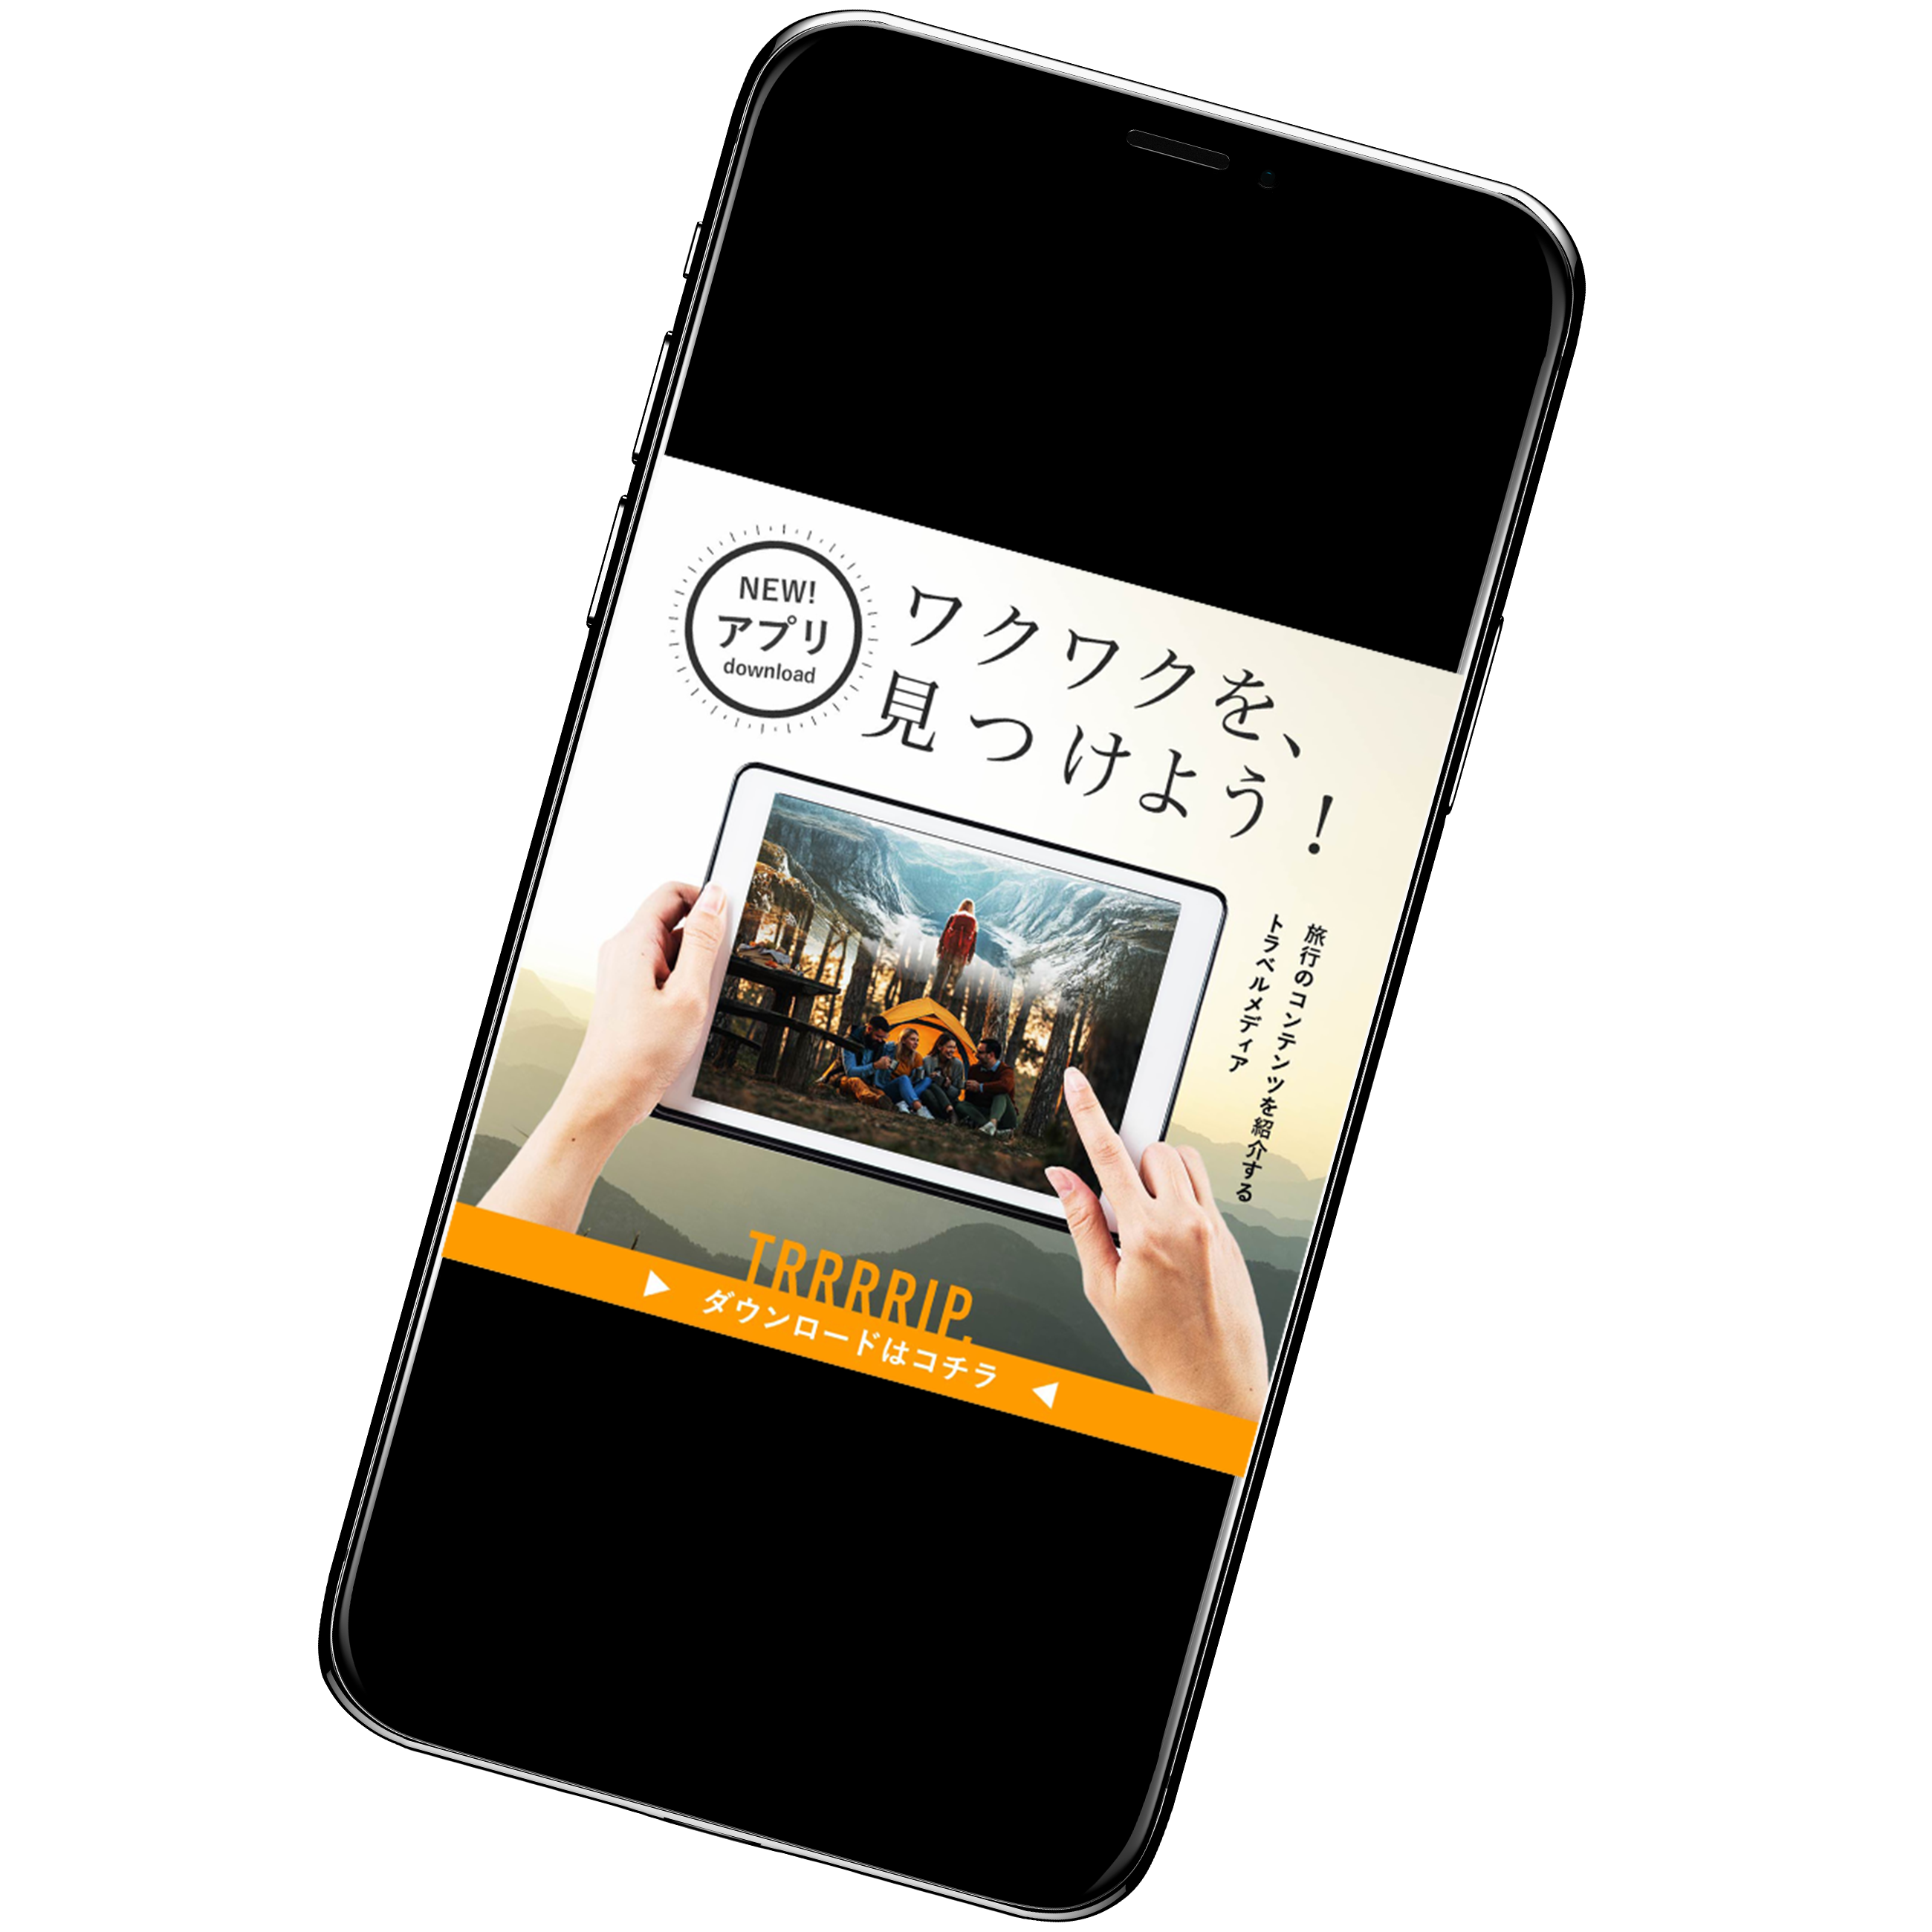 NEW!
アプリ
download
ワクワクを、
見つけよう！
旅行のコンテンツを紹介する
トラベルメディア
TRRRRIP.
ダウンロードはコチラ